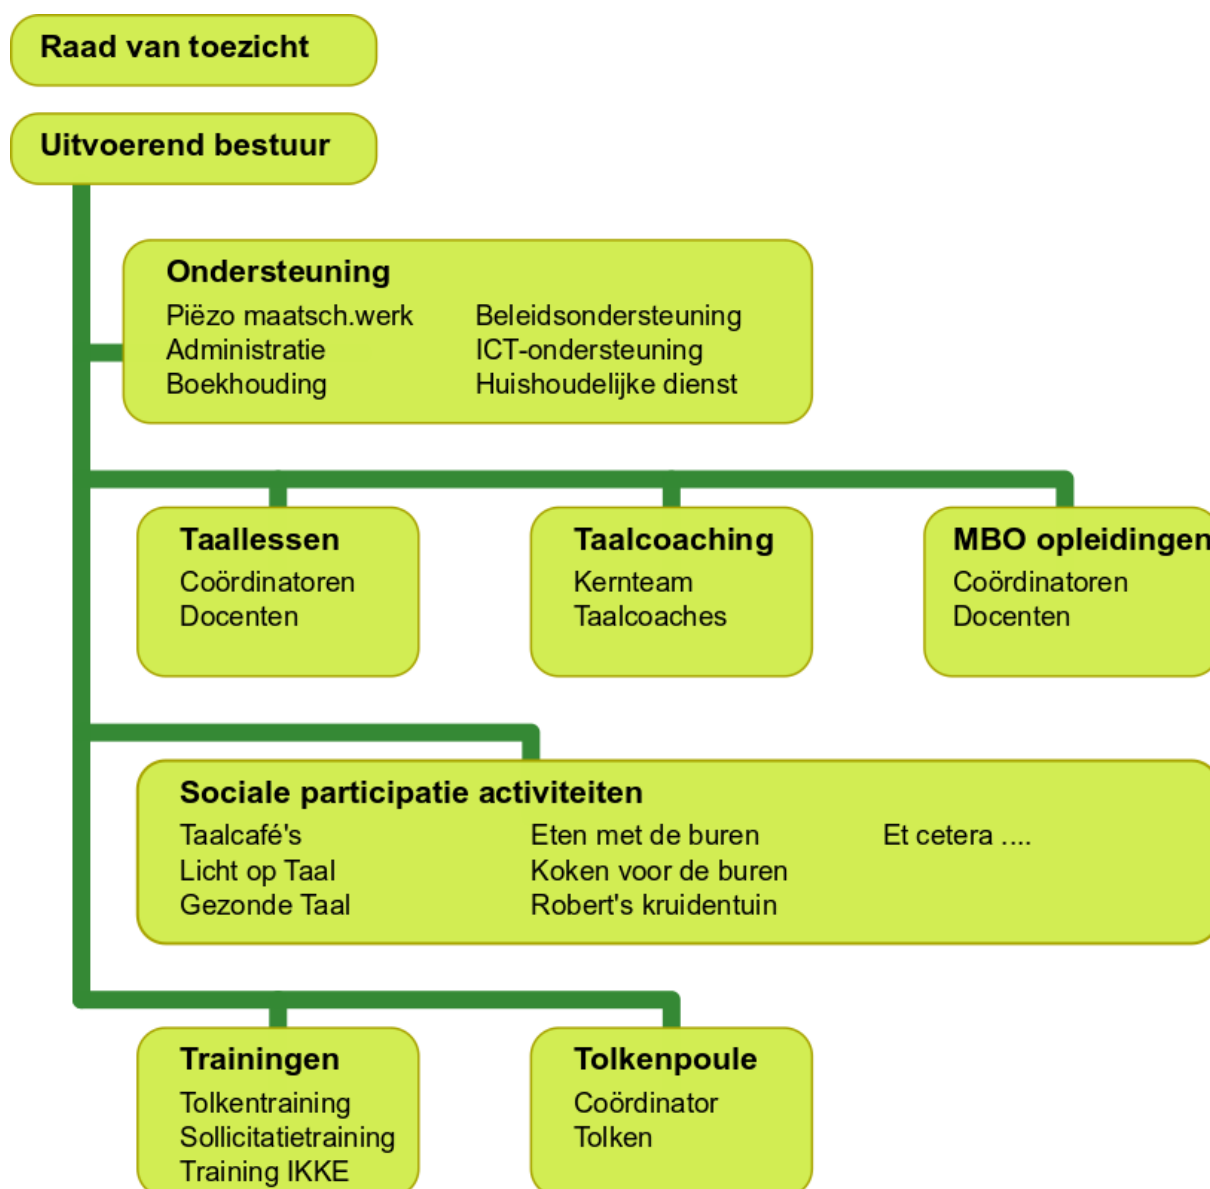 Raad van toezicht
Uitvoerend bestuur
Ondersteuning
Piëzo maatsch.werk
Administratie
Boekhouding
Beleidsondersteuning
ICT-ondersteuning
Huishoudelijke dienst
Taallessen
Coördinatoren
Docenten
Taalcoaching
Kernteam
Taalcoaches
MBO opleidingen
Coördinatoren
Docenten
Sociale participatie activiteiten
Taalcafé's
Licht op Taal
Gezonde Taal
Eten met de buren
Koken voor de buren
Robert's kruidentuin
Et cetera ....
Trainingen
Tolkentraining
Sollicitatietraining
Training IKKE
Tolkenpoule
Coördinator
Tolken